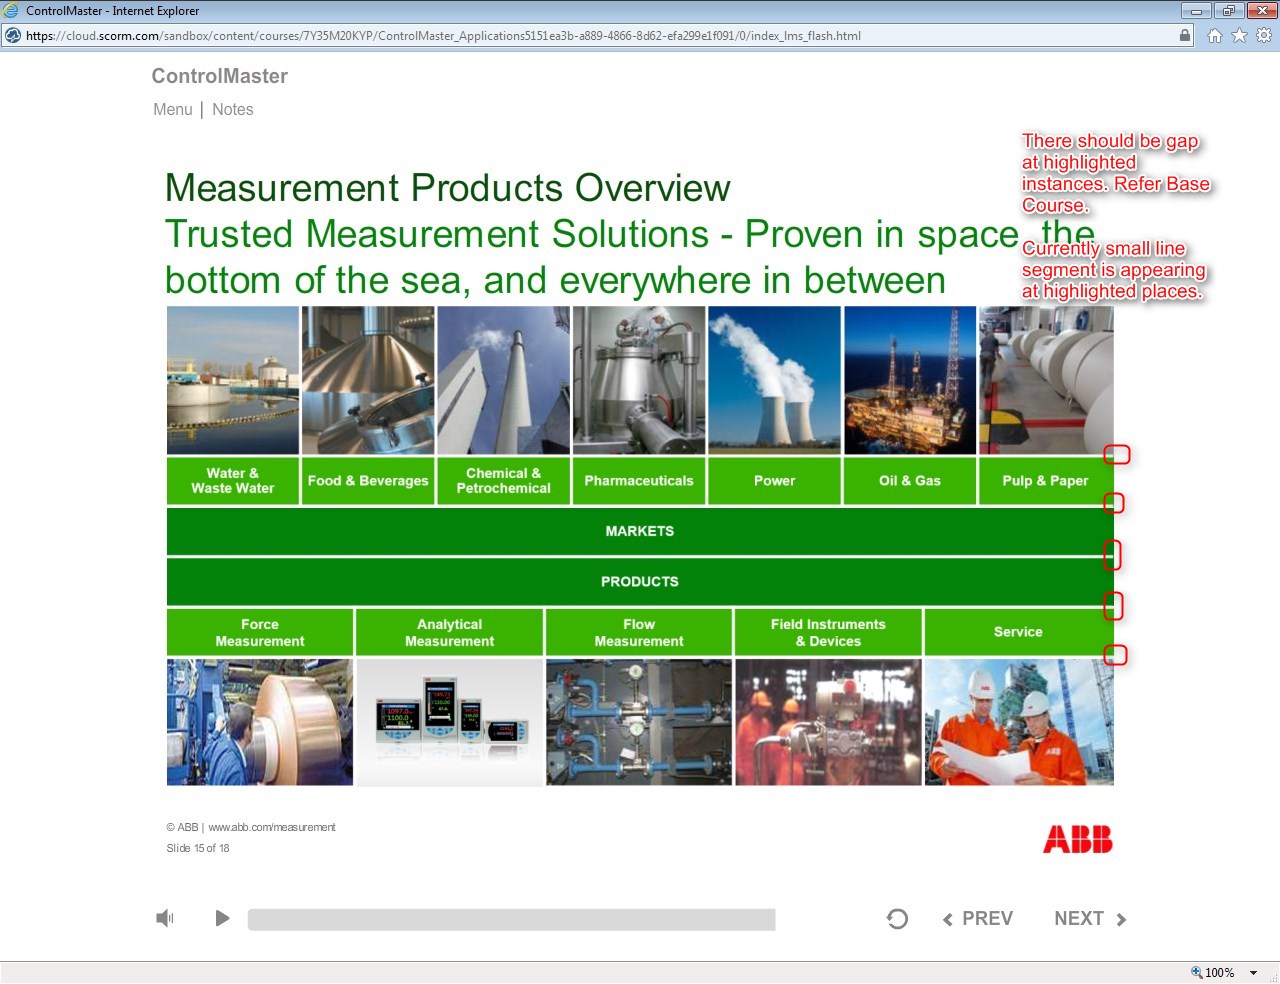 ControlMaster - Internet Explorer
https://cloud.scorm.com/sandbox/content/courses/7Y35M20KYP/ControlMaster_Applications5151ea3b-a889-4866-8d62-efa299e1f091/0/index_lms_flash.html
ControlMaster
Menu | Notes
There should be gap
at highlighted
instances. Refer Base
Course.
Currently small line
segment is appearing
at highlighted places.
Measurement Products Overview
Trusted Measurement Solutions - Proven in space, the
bottom of the sea, and everywhere in between
Water &
Waste Water
Food & Beverages
Chemical &
Petrochemical
Pharmaceuticals
Power
Oil & Gas
Pulp & Paper
MARKETS
PRODUCTS
Force
Measurement
Analytical
Measurement
Flow
Measurement
Field Instruments
& Devices
Service
ABB
© ABB | www.abb.com/measurement
Slide 15 of 18
ABB
PREV
NEXT
100%